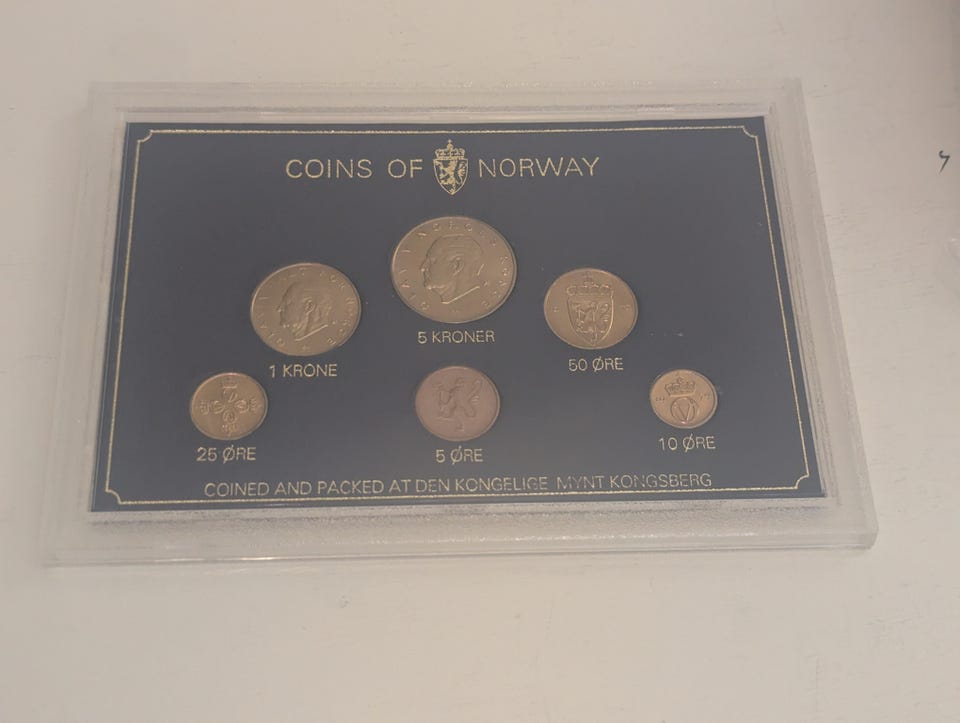 COINS OF NORWAY
5 KRONER
1 KRONE
50 ØRE
25 ØRE
5 ØRE
10 ØRE
COINED AND PACKED AT DEN KONGELIGE MYNT KONGSBERG